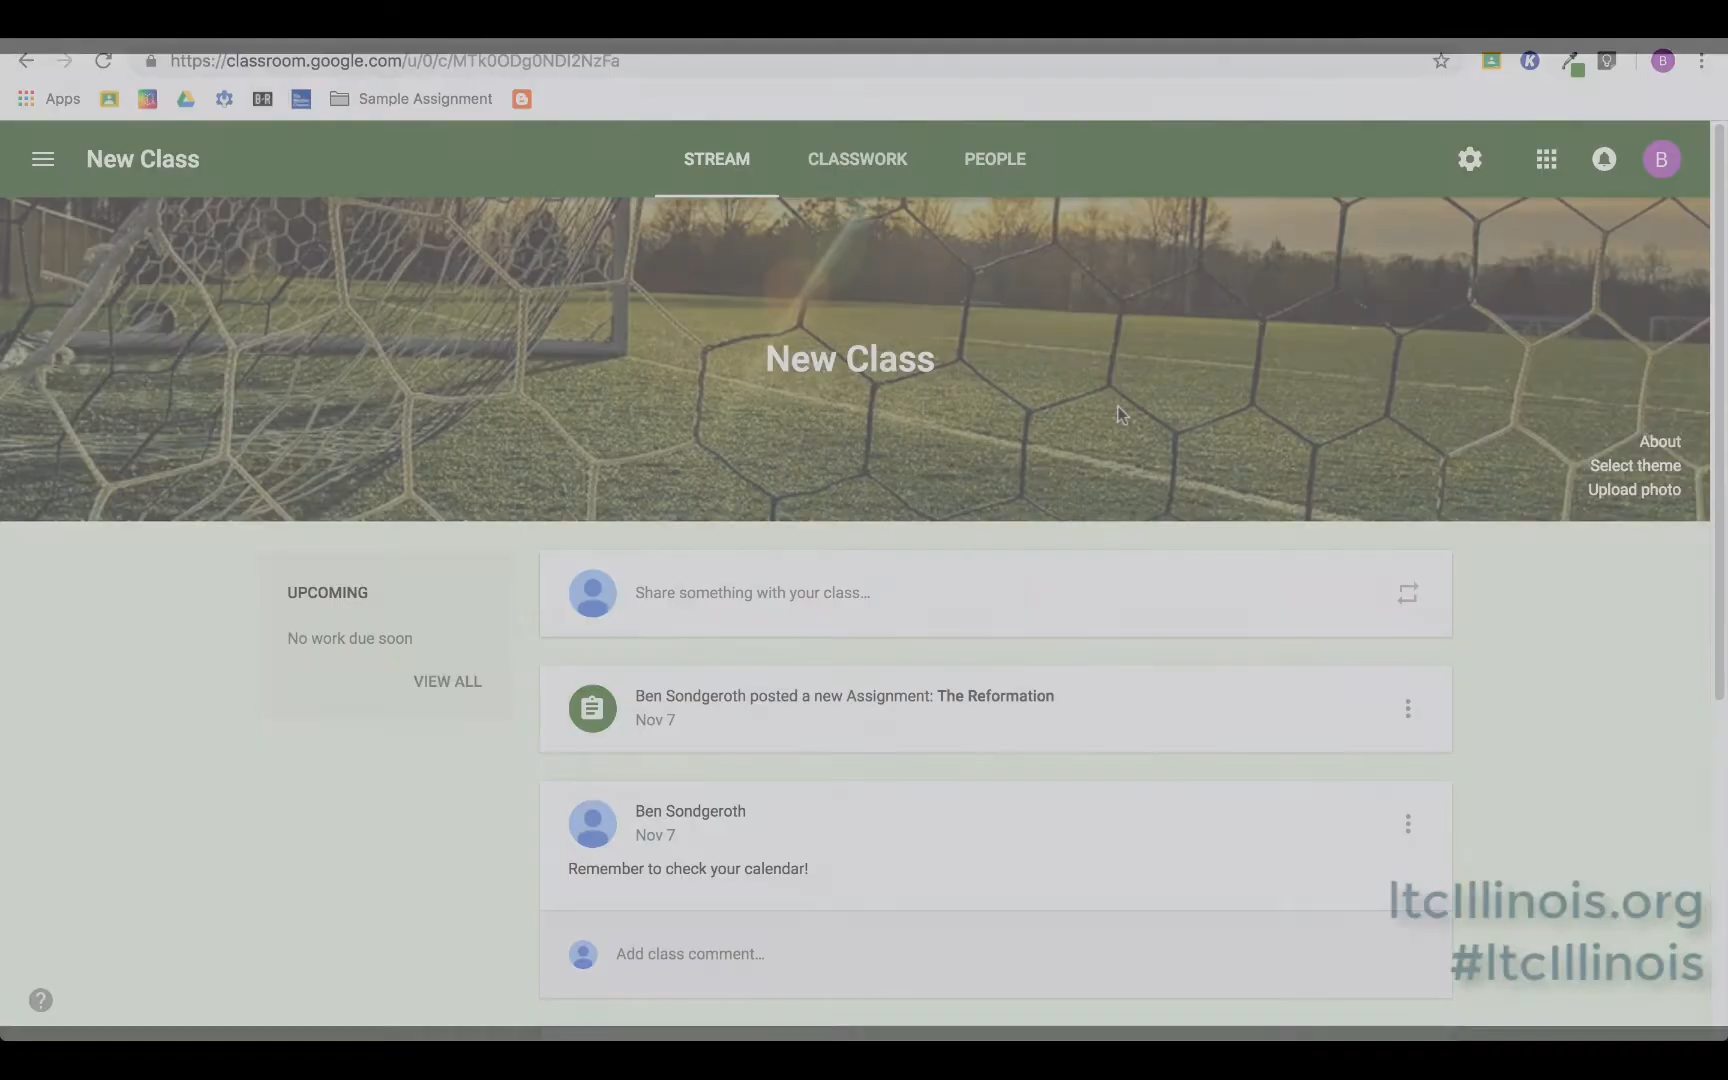 https://classroom.google.com/u/0/c/MTk0ODg0NDI2NzFa
B
Apps
B-R
Sample Assignment
New Class
STREAM
CLASSWORK
PEOPLE
B
New Class
About
Select theme
Upload photo
UPCOMING
No work due soon
VIEW ALL
Share something with your class...
Ben Sondgeroth posted a new Assignment: The Reformation
Nov 7
Ben Sondgeroth
Nov 7
Remember to check your calendar!
Add class comment...
ltcIllinois.org
#ltcIllinois